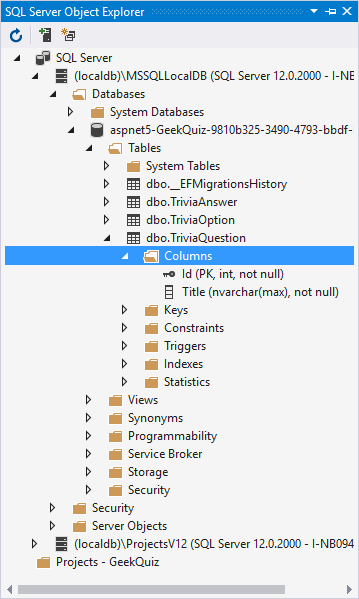 SQL Server Object Explorer
SQL Server
(localdb)\MSSQLLocalDB (SQL Server 12.0.2000 - I-NB
Databases
System Databases
aspnet5-GeekQuiz-9810b325-3490-4793-bbdf-
Tables
System Tables
dbo.__EFMigrationsHistory
dbo.TriviaAnswer
dbo.TriviaOption
dbo.TriviaQuestion
Columns
Id (PK, int, not null)
Title (nvarchar(max), not null)
Keys
Constraints
Triggers
Indexes
Statistics
Views
Synonyms
Programmability
Service Broker
Storage
Security
Security
Server Objects
(localdb)\ProjectsV12 (SQL Server 12.0.2000 - I-NB094
Projects - GeekQuiz